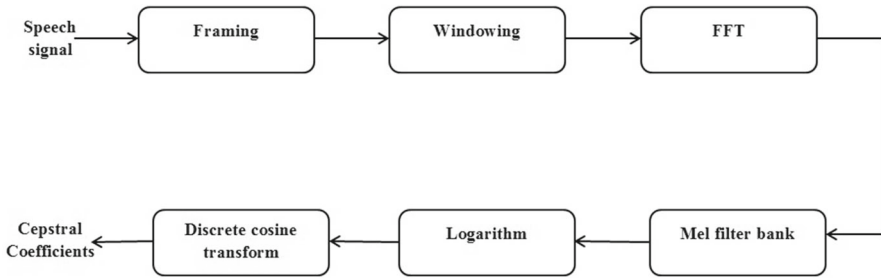 Speech
signal
Framing
Windowing
FFT
Cepstral
Coefficients
Discrete cosine
transform
Logarithm
Mel filter bank